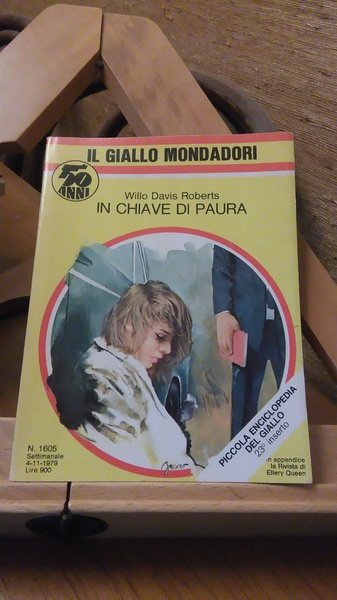 IL GIALLO MONDADORI
50
ANNI
Willo Davis Roberts
IN CHIAVE DI PAURA
PICCOLA ENCICLOPEDIA
DEL GIALLO
23° inserto
N. 1605
Settimanale
4-11-1979
Lire 900
in appendice
la Rivista di
Ellery Queen